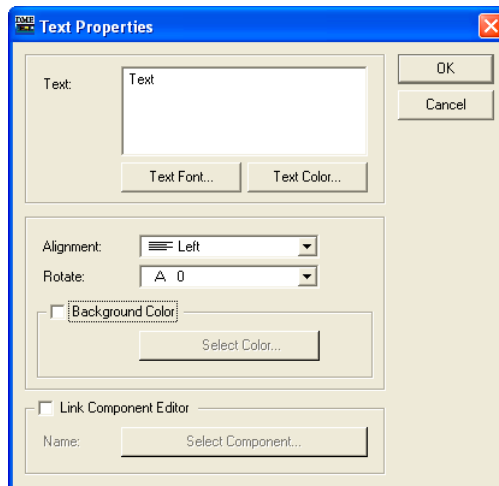 DME Text Properties
Text: Text
OK
Cancel
Text Font... Text Color...
Alignment: Left
Rotate: A 0
Background Color
Select Color...
Link Component Editor
Name: Select Component...